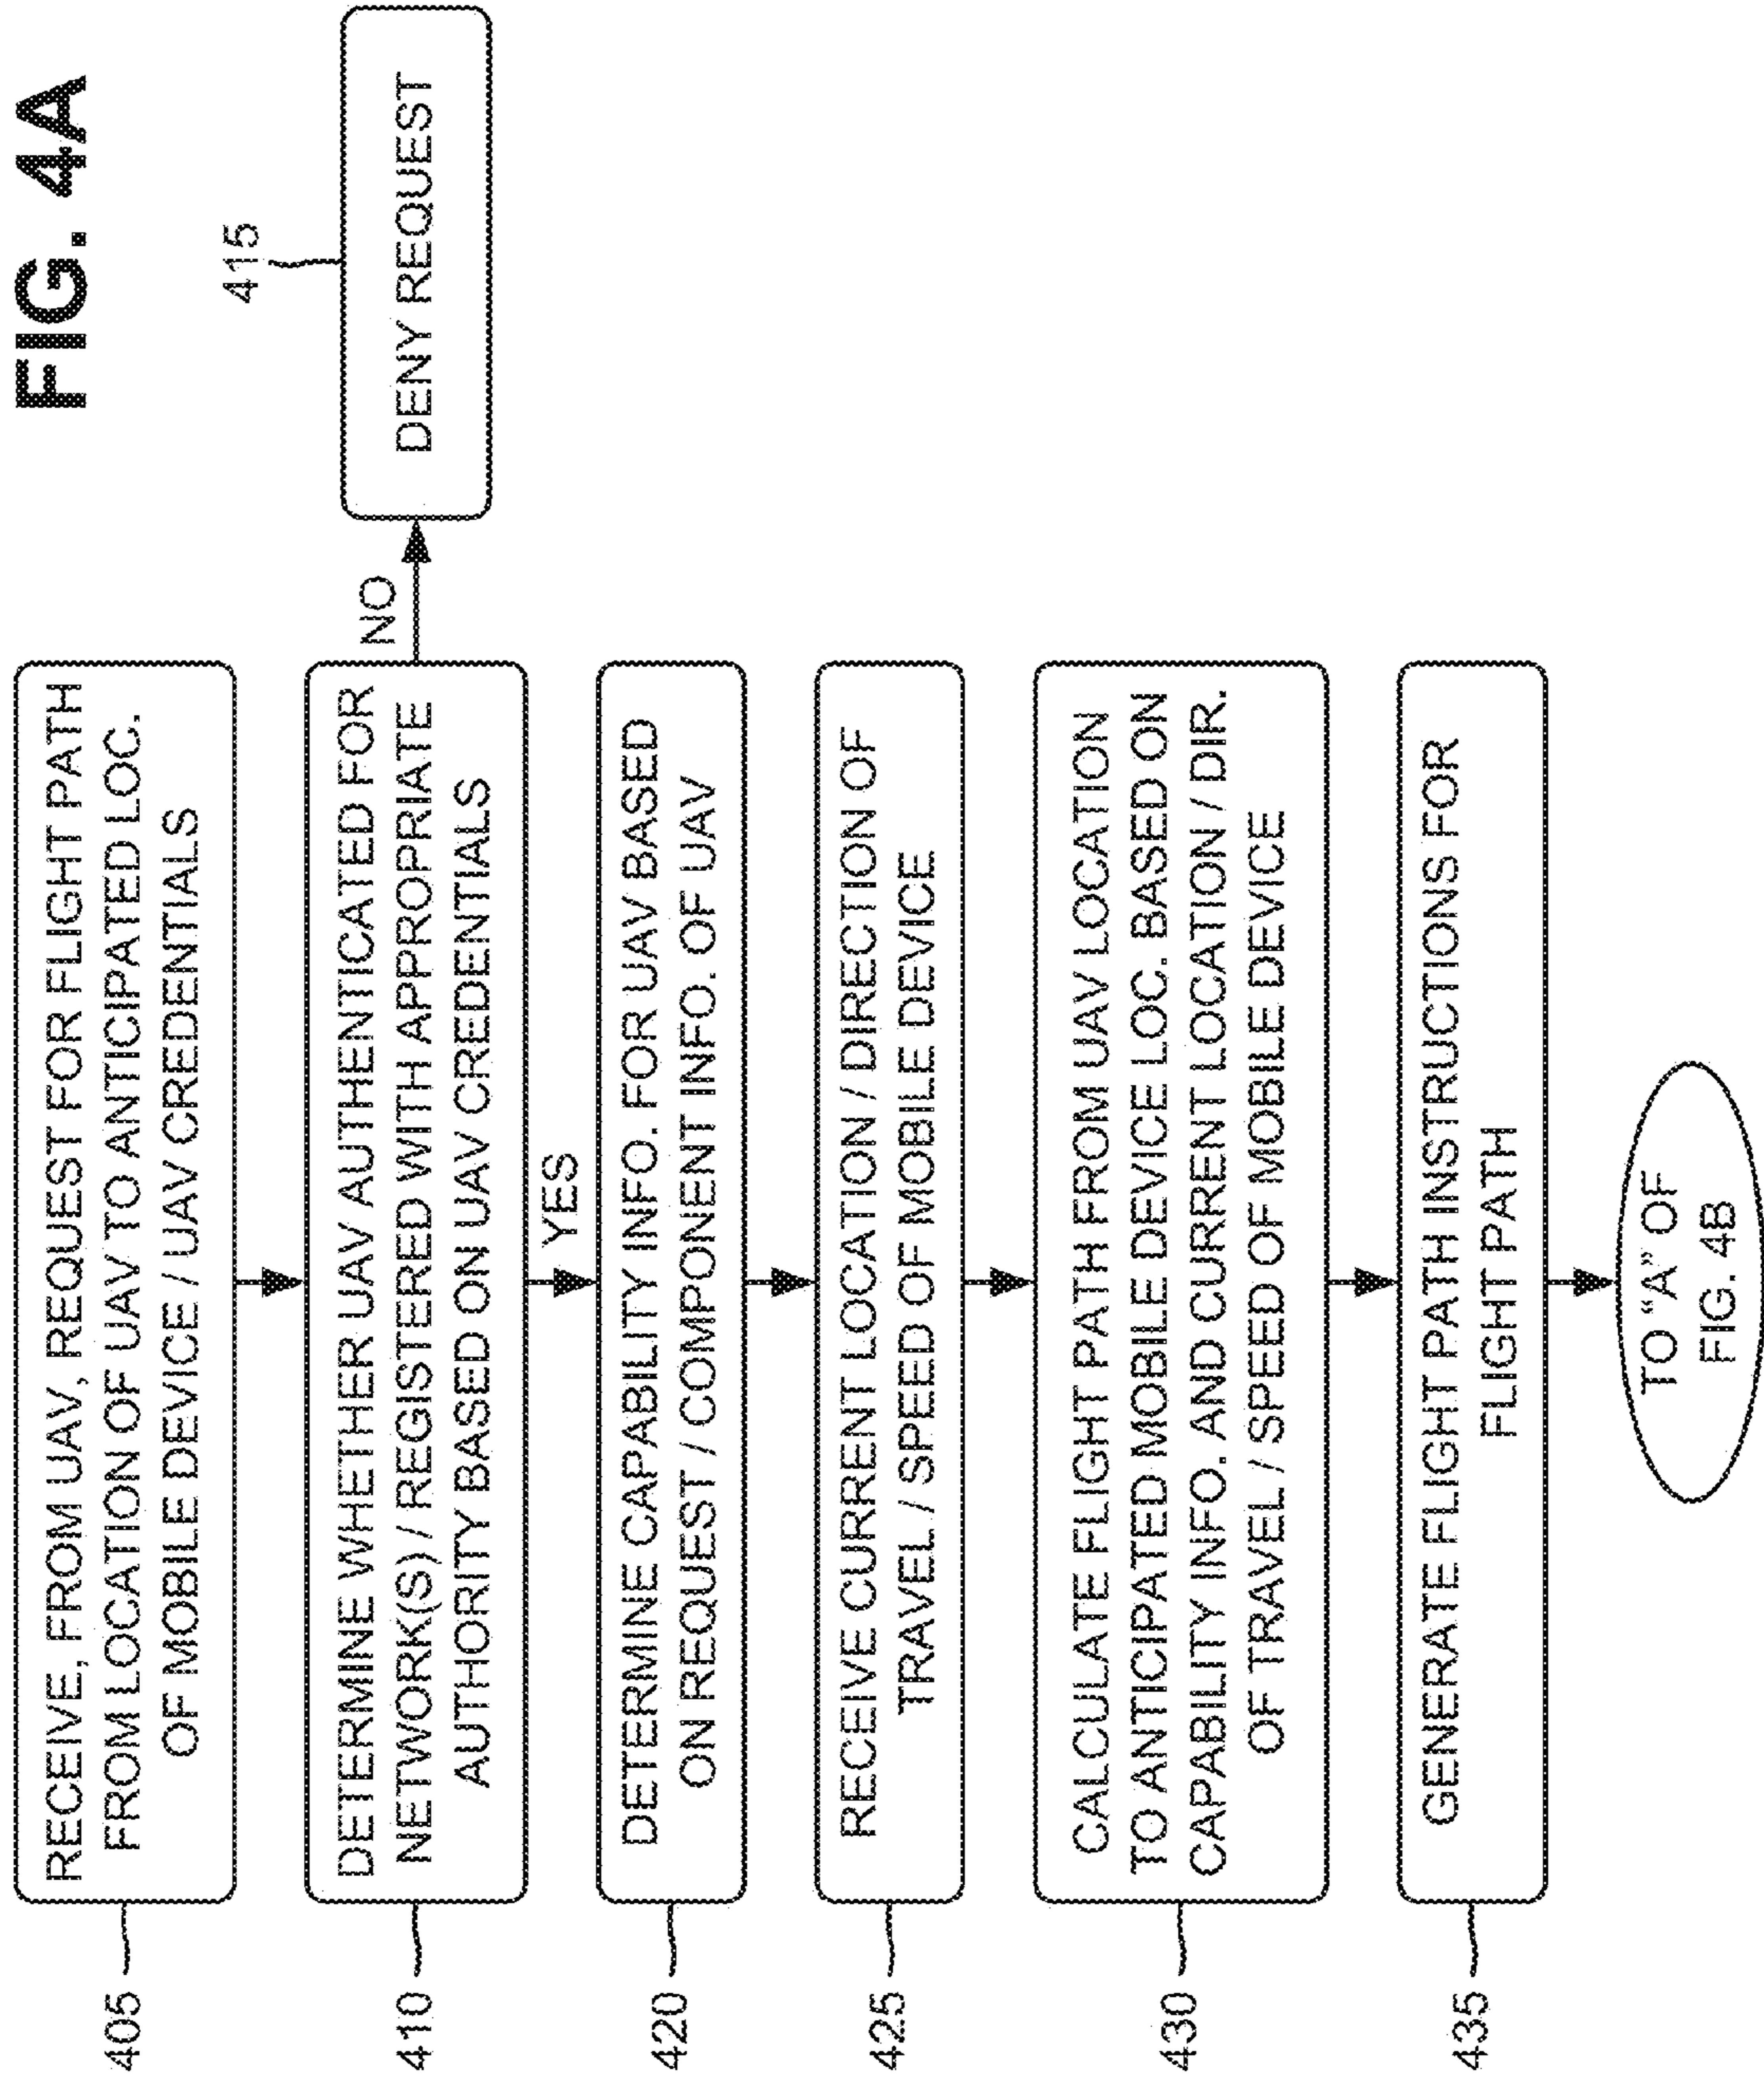 FIG. 4A
405
RECEIVE, FROM UAV, REQUEST FOR FLIGHT PATH
FROM LOCATION OF UAV TO ANTICIPATED LOC.
OF MOBILE DEVICE / UAV CREDENTIALS
410
DETERMINE WHETHER UAV AUTHENTICATED FOR
NETWORK(S) / REGISTERED WITH APPROPRIATE
AUTHORITY BASED ON UAV CREDENTIALS
NO
415
DENY REQUEST
YES
420
DETERMINE CAPABILITY INFO. FOR UAV BASED
ON REQUEST / COMPONENT INFO. OF UAV
425
RECEIVE CURRENT LOCATION / DIRECTION OF
TRAVEL / SPEED OF MOBILE DEVICE
430
CALCULATE FLIGHT PATH FROM UAV LOCATION
TO ANTICIPATED MOBILE DEVICE LOC. BASED ON
CAPABILITY INFO. AND CURRENT LOCATION / DIR.
OF TRAVEL / SPEED OF MOBILE DEVICE
435
GENERATE FLIGHT PATH INSTRUCTIONS FOR
FLIGHT PATH
TO “A” OF
FIG. 4B